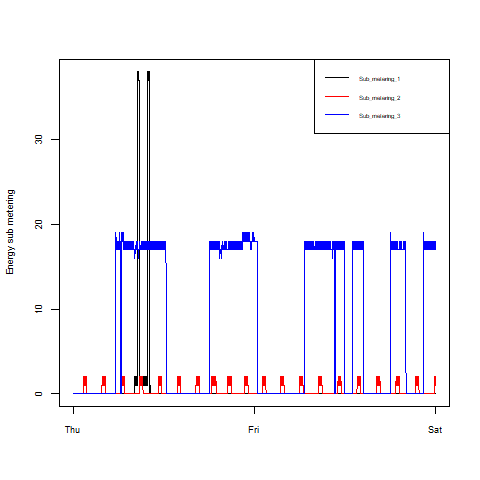 Sub_metering_1
Sub_metering_2
Sub_metering_3
Energy sub metering
30
20
10
0
Thu
Fri
Sat